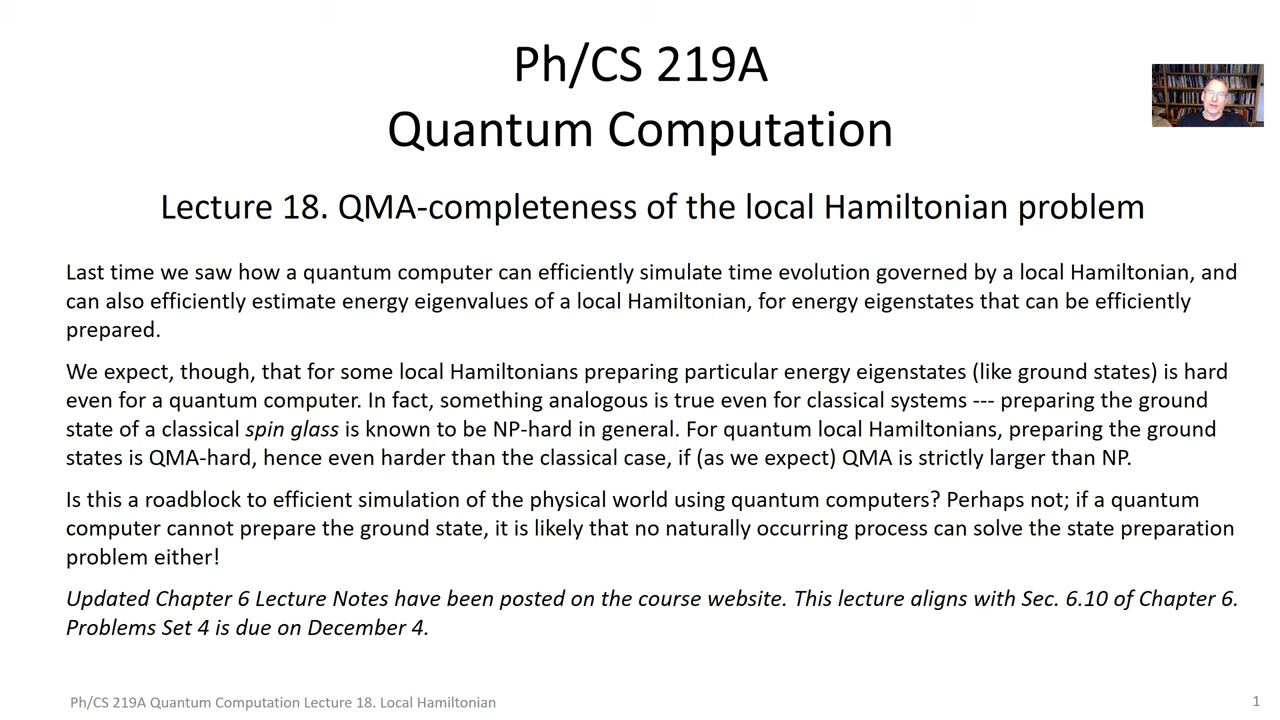 Ph/CS 219A
Quantum Computation
Lecture 18. QMA-completeness of the local Hamiltonian problem
Last time we saw how a quantum computer can efficiently simulate time evolution governed by a local Hamiltonian, and
can also efficiently estimate energy eigenvalues of a local Hamiltonian, for energy eigenstates that can be efficiently
prepared.
We expect, though, that for some local Hamiltonians preparing particular energy eigenstates (like ground states) is hard
even for a quantum computer. In fact, something analogous is true even for classical systems --- preparing the ground
state of a classical spin glass is known to be NP-hard in general. For quantum local Hamiltonians, preparing the ground
states is QMA-hard, hence even harder than the classical case, if (as we expect) QMA is strictly larger than NP.
Is this a roadblock to efficient simulation of the physical world using quantum computers? Perhaps not; if a quantum
computer cannot prepare the ground state, it is likely that no naturally occurring process can solve the state preparation
problem either!
Updated Chapter 6 Lecture Notes have been posted on the course website. This lecture aligns with Sec. 6.10 of Chapter 6.
Problems Set 4 is due on December 4.
Ph/CS 219A Quantum Computation Lecture 18. Local Hamiltonian
1